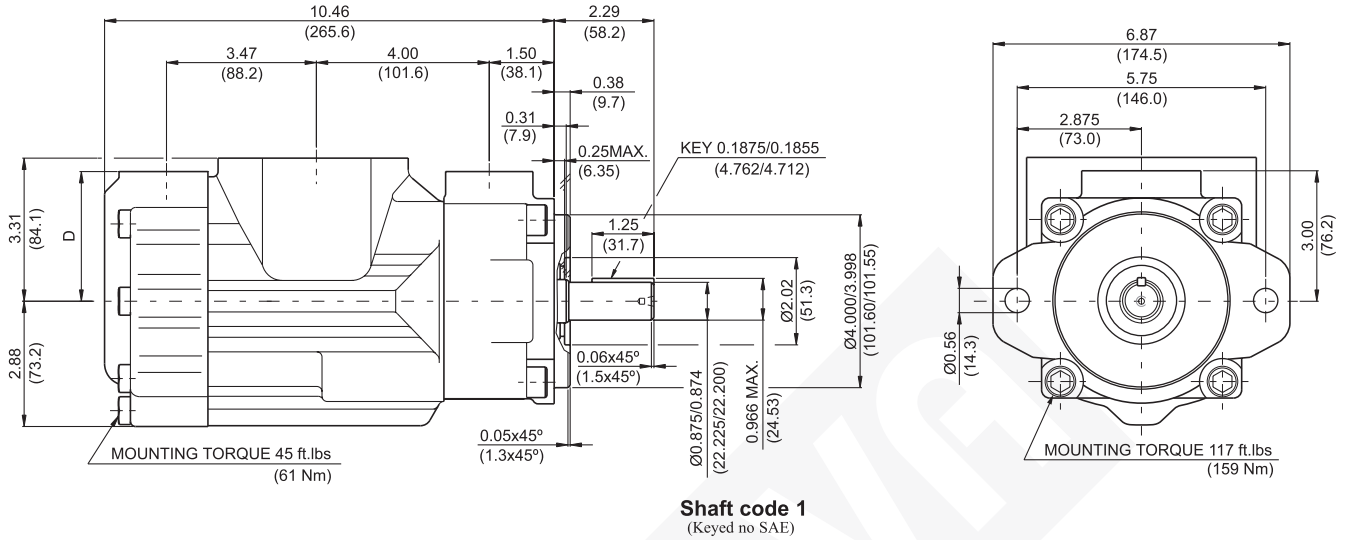 10.46
(265.6)
2.29
(58.2)
3.47
(88.2)
4.00
(101.6)
1.50
(38.1)
0.38
(9.7)
0.31
(7.9)
0.25MAX.
(6.35)
KEY 0.1875/0.1855
(4.762/4.712)
1.25
(31.7)
3.31
(84.1)
D
2.88
(73.2)
Ø2.02
(51.3)
Ø4.000/3.998
(101.60/101.55)
0.06x45º
(1.5x45º)
Ø0.875/0.874
(22.225/22.200)
0.966 MAX.
(24.53)
0.05x45º
(1.3x45º)
MOUNTING TORQUE 45 ft.lbs
(61 Nm)
6.87
(174.5)
5.75
(146.0)
2.875
(73.0)
3.00
(76.2)
Ø0.56
(14.3)
MOUNTING TORQUE 117 ft.lbs
(159 Nm)
Shaft code 1
(Keyed no SAE)